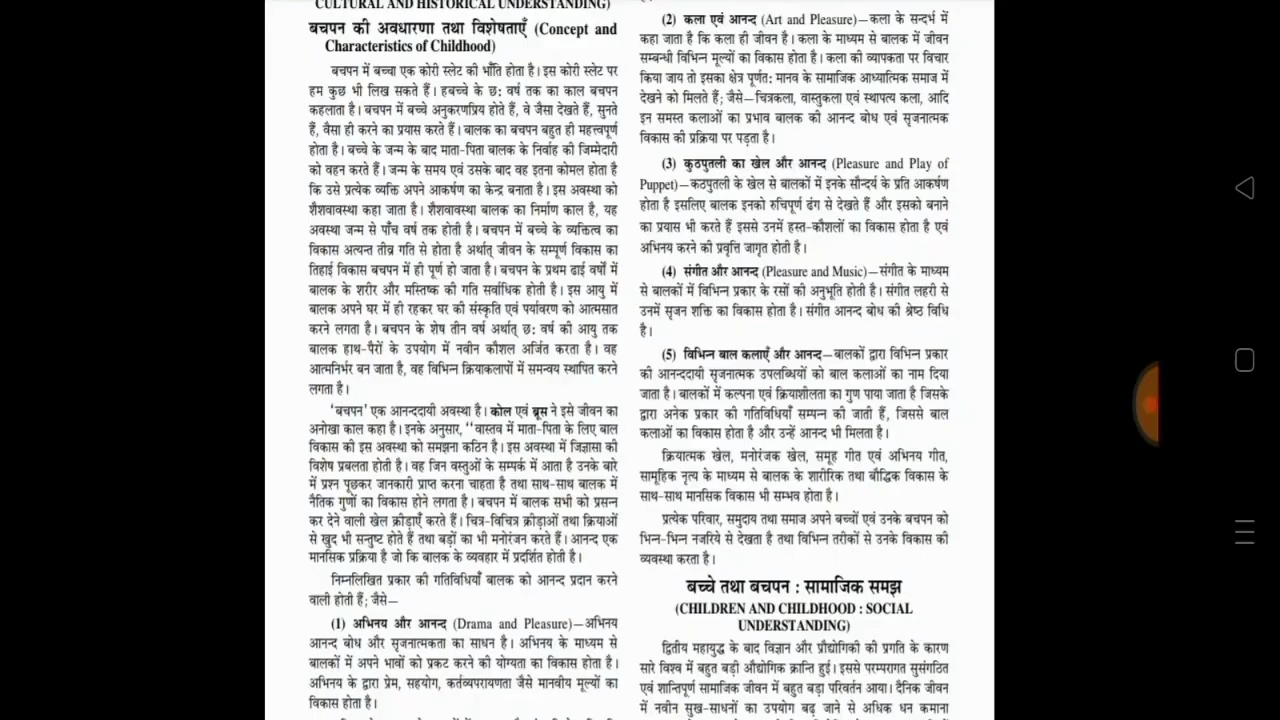 CULTURAL AND HISTORICAL UNDERSTANDING)
बचपन की अवधारणा तथा विशेषताएँ (Concept and
Characteristics of Childhood)
बचपन में बच्चा एक कोरी स्लेट की भाँति होता है। इस कोरी स्लेट पर
हम कुछ भी लिख सकते हैं। हबच्चे के छः वर्ष तक का काल बचपन
कहलाता है। बचपन में बच्चे अनुकरणप्रिय होते हैं, वे जैसा देखते हैं, सुनते
हैं, वैसा ही करने का प्रयास करते हैं। बालक का बचपन बहुत ही महत्त्वपूर्ण
होता है। बच्चे के जन्म के बाद माता-पिता बालक के निर्वाह की जिम्मेदारी
को वहन करते हैं। जन्म के समय एवं उसके बाद वह इतना कोमल होता है
कि उसे प्रत्येक व्यक्ति अपने आकर्षण का केन्द्र बनाता है। इस अवस्था को
शैशवावस्था कहा जाता है। शैशवावस्था बालक का निर्माण काल है, यह
अवस्था जन्म से पाँच वर्ष तक होती है। बचपन में बच्चे के व्यक्तित्व का
विकास अत्यन्त तीव्र गति से होता है अर्थात् जीवन के सम्पूर्ण विकास का
तिहाई विकास बचपन में ही पूर्ण हो जाता है। बचपन के प्रथम ढाई वर्षों में
बालक के शरीर और मस्तिष्क की गति सर्वाधिक होती है। इस आयु में
बालक अपने घर में ही रहकर घर की संस्कृति एवं पर्यावरण को आत्मसात
करने लगता है। बचपन के शेष तीन वर्ष अर्थात् छः वर्ष की आयु तक
बालक हाथ-पैरों के उपयोग में नवीन कौशल अर्जित करता है। वह
आत्मनिर्भर बन जाता है, वह विभिन्न क्रियाकलापों में समन्वय स्थापित करने
लगता है।
‘बचपन’ एक आनन्ददायी अवस्था है। कोल एवं ब्रूस ने इसे जीवन का
अनोखा काल कहा है। इनके अनुसार, “वास्तव में माता-पिता के लिए बाल
विकास की इस अवस्था को समझना कठिन है। इस अवस्था में जिज्ञासा की
विशेष प्रबलता होती है। वह जिन वस्तुओं के सम्पर्क में आता है उनके बारे
में प्रश्न पूछकर जानकारी प्राप्त करना चाहता है तथा साथ-साथ बालक में
नैतिक गुणों का विकास होने लगता है। बचपन में बालक सभी को प्रसन्न
कर देने वाली खेल क्रीड़ाएँ करते हैं। चित्र-विचित्र क्रीड़ाओं तथा क्रियाओं
से खुद भी सन्तुष्ट होते हैं तथा बड़ों का भी मनोरंजन करते हैं। आनन्द एक
मानसिक प्रक्रिया है जो कि बालक के व्यवहार में प्रदर्शित होती है।
निम्नलिखित प्रकार की गतिविधियाँ बालक को आनन्द प्रदान करने
वाली होती हैं; जैसे—
(1) अभिनय और आनन्द (Drama and Pleasure)—अभिनय
आनन्द बोध और सृजनात्मकता का साधन है। अभिनय के माध्यम से
बालकों में अपने भावों को प्रकट करने की योग्यता का विकास होता है।
अभिनय के द्वारा प्रेम, सहयोग, कर्तव्यपरायणता जैसे मानवीय मूल्यों का
विकास होता है।
(2) कला एवं आनन्द (Art and Pleasure)—कला के सन्दर्भ में
कहा जाता है कि कला ही जीवन है। कला के माध्यम से बालक में जीवन
सम्बन्धी विभिन्न मूल्यों का विकास होता है। कला की व्यापकता पर विचार
किया जाय तो इसका क्षेत्र पूर्णतः मानव के सामाजिक आध्यात्मिक समाज में
देखने को मिलते हैं; जैसे—चित्रकला, वास्तुकला एवं स्थापत्य कला, आदि
इन समस्त कलाओं का प्रभाव बालक की आनन्द बोध एवं सृजनात्मक
विकास की प्रक्रिया पर पड़ता है।
(3) कुठपुतली का खेल और आनन्द (Pleasure and Play of
Puppet)—कठपुतली के खेल से बालकों में इनके सौन्दर्य के प्रति आकर्षण
होता है इसलिए बालक इनको रुचिपूर्ण ढंग से देखते हैं और इसको बनाने
का प्रयास भी करते हैं इससे उनमें हस्त-कौशलों का विकास होता है एवं
अभिनय करने की प्रवृत्ति जागृत होती है।
(4) संगीत और आनन्द (Pleasure and Music)—संगीत के माध्यम
से बालकों में विभिन्न प्रकार के रसों की अनुभूति होती है। संगीत लहरी से
उनमें सृजन शक्ति का विकास होता है। संगीत आनन्द बोध की श्रेष्ठ विधि
है।
(5) विभिन्न बाल कलाएँ और आनन्द—बालकों द्वारा विभिन्न प्रकार
की आनन्ददायी सृजनात्मक उपलब्धियों को बाल कलाओं का नाम दिया
जाता है। बालकों में कल्पना एवं क्रियाशीलता का गुण पाया जाता है जिसके
द्वारा अनेक प्रकार की गतिविधियाँ सम्पन्न की जाती हैं, जिससे बाल
कलाओं का विकास होता है और उन्हें आनन्द भी मिलता है।
क्रियात्मक खेल, मनोरंजक खेल, समूह गीत एवं अभिनय गीत,
सामूहिक नृत्य के माध्यम से बालक के शारीरिक तथा बौद्धिक विकास के
साथ-साथ मानसिक विकास भी सम्भव होता है।
प्रत्येक परिवार, समुदाय तथा समाज अपने बच्चों एवं उनके बचपन को
भिन्न-भिन्न नजरिये से देखता है तथा विभिन्न तरीकों से उनके विकास की
व्यवस्था करता है।
बच्चे तथा बचपन : सामाजिक समझ
(CHILDREN AND CHILDHOOD : SOCIAL
UNDERSTANDING)
द्वितीय महायुद्ध के बाद विज्ञान और प्रौद्योगिकी की प्रगति के कारण
सारे विश्व में बहुत बड़ी औद्योगिक क्रान्ति हुई। इससे परम्परागत सुसंगठित
एवं शान्तिपूर्ण सामाजिक जीवन में बहुत बड़ा परिवर्तन आया। दैनिक जीवन
में नवीन सुख-साधनों का उपयोग बढ़ जाने से अधिक धन कमाना